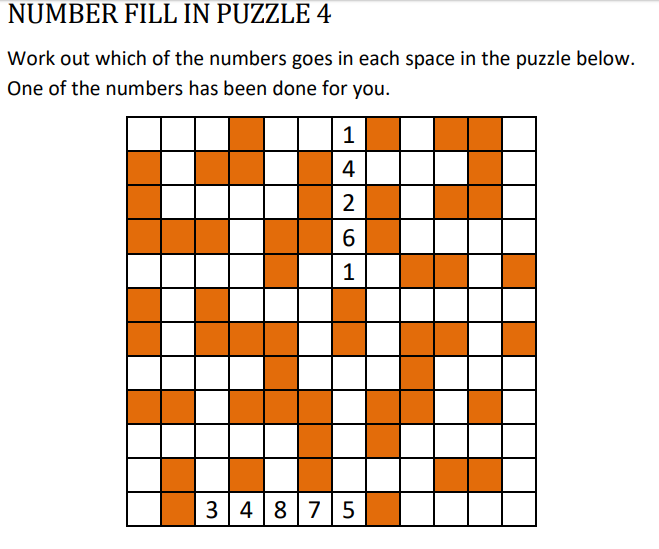 NUMBER FILL IN PUZZLE 4
Work out which of the numbers goes in each space in the puzzle below.
One of the numbers has been done for you.
1
4
2
6
1
3 4 8 7 5